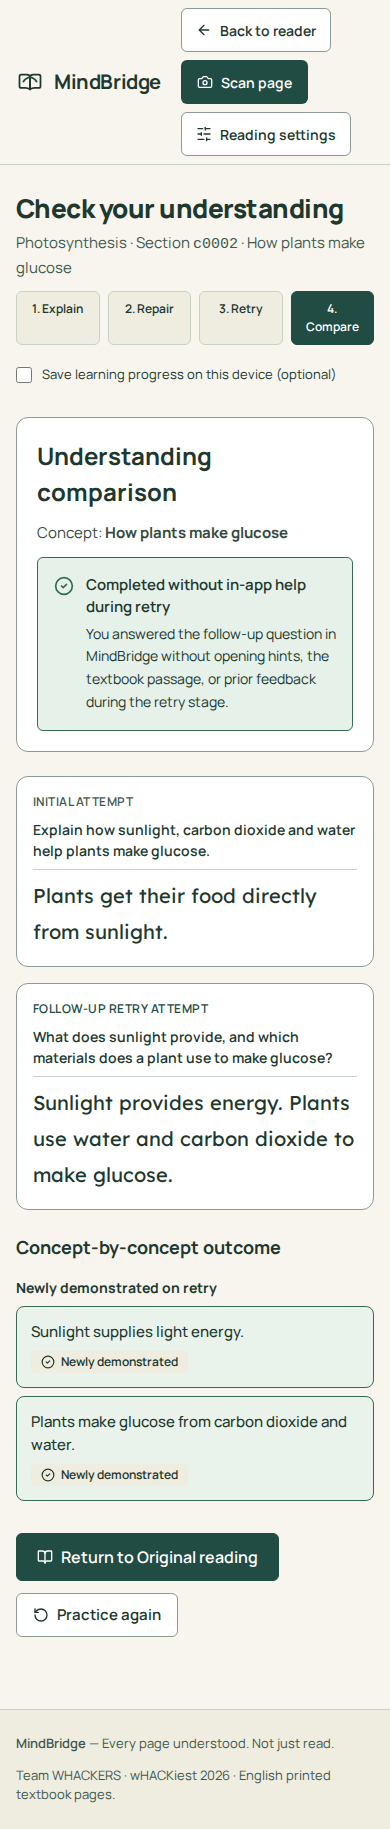 Back to reader
MindBridge
Scan page
Reading settings
Check your understanding
Photosynthesis · Section c0002 · How plants make
glucose
1. Explain
2. Repair
3. Retry
4.
Compare
Save learning progress on this device (optional)
Understanding
comparison
Concept: How plants make glucose
Completed without in-app help
during retry
You answered the follow-up question in
MindBridge without opening hints, the
textbook passage, or prior feedback
during the retry stage.
INITIAL ATTEMPT
Explain how sunlight, carbon dioxide and water
help plants make glucose.
Plants get their food directly
from sunlight.
FOLLOW-UP RETRY ATTEMPT
What does sunlight provide, and which
materials does a plant use to make glucose?
Sunlight provides energy. Plants
use water and carbon dioxide to
make glucose.
Concept-by-concept outcome
Newly demonstrated on retry
Sunlight supplies light energy.
Newly demonstrated
Plants make glucose from carbon dioxide and
water.
Newly demonstrated
Return to Original reading
Practice again
MindBridge — Every page understood. Not just read.
Team WHACKERS · wHACKiest 2026 · English printed
textbook pages.